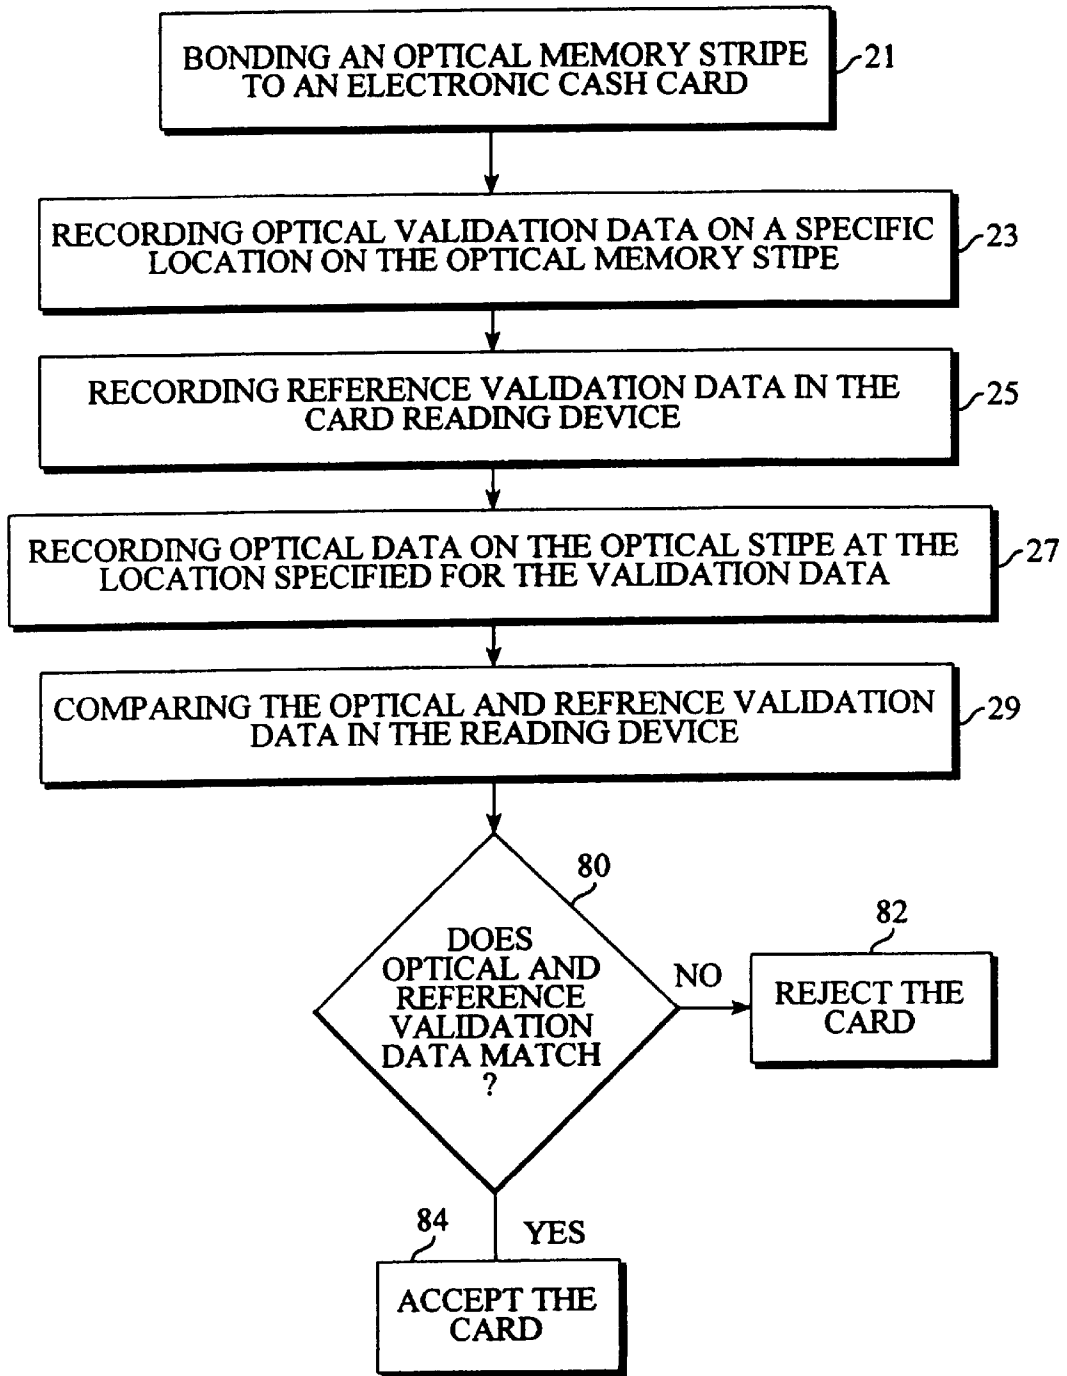 BONDING AN OPTICAL MEMORY STRIPE
TO AN ELECTRONIC CASH CARD
21
RECORDING OPTICAL VALIDATION DATA ON A SPECIFIC
LOCATION ON THE OPTICAL MEMORY STIPE
23
RECORDING REFERENCE VALIDATION DATA IN THE
CARD READING DEVICE
25
RECORDING OPTICAL DATA ON THE OPTICAL STIPE AT THE
LOCATION SPECIFIED FOR THE VALIDATION DATA
27
COMPARING THE OPTICAL AND REFRENCE VALIDATION
DATA IN THE READING DEVICE
29
80
DOES
OPTICAL AND
REFERENCE
VALIDATION
DATA MATCH
?
NO
82
REJECT THE
CARD
YES
84
ACCEPT THE
CARD